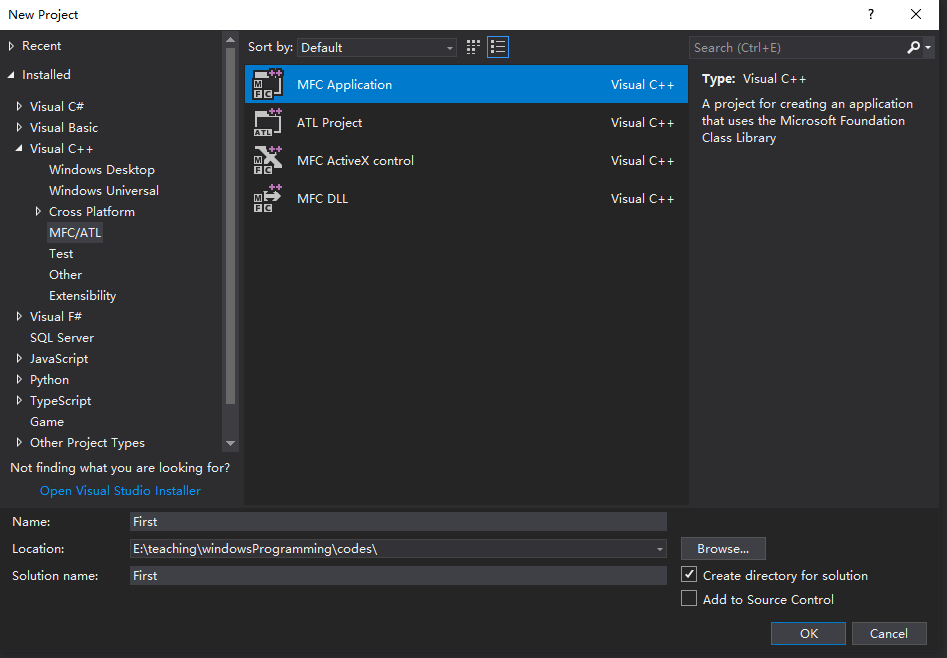 New Project
?
Recent
Installed
Visual C#
Visual Basic
Visual C++
Windows Desktop
Windows Universal
Cross Platform
MFC/ATL
Test
Other
Extensibility
Visual F#
SQL Server
JavaScript
Python
TypeScript
Game
Other Project Types
Not finding what you are looking for?
Open Visual Studio Installer
Sort by: Default
MFC Application Visual C++
ATL Project Visual C++
MFC ActiveX control Visual C++
MFC DLL Visual C++
Search (Ctrl+E)
Type: Visual C++
A project for creating an application
that uses the Microsoft Foundation
Class Library
Name: First
Location: E:\teaching\windowsProgramming\codes\
Browse...
Solution name: First
Create directory for solution
Add to Source Control
OK Cancel